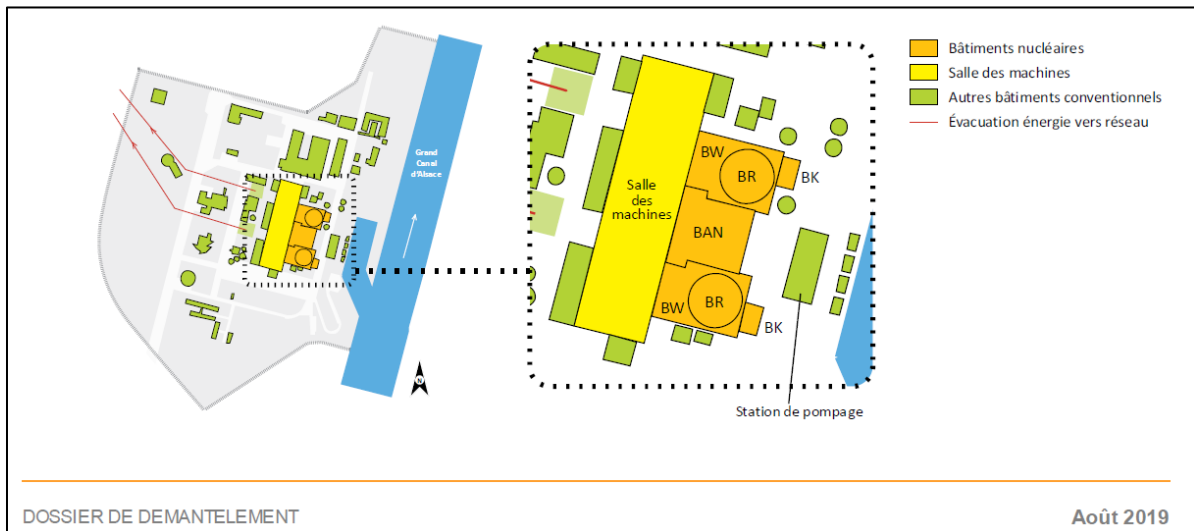 Grand
Canal
d'Alsace
N
Salle
des
machines
BW
BR
BK
BAN
BW
BR
BK
Station de pompage
Bâtiments nucléaires
Salle des machines
Autres bâtiments conventionnels
Évacuation énergie vers réseau
DOSSIER DE DEMANTELEMENT
Août 2019